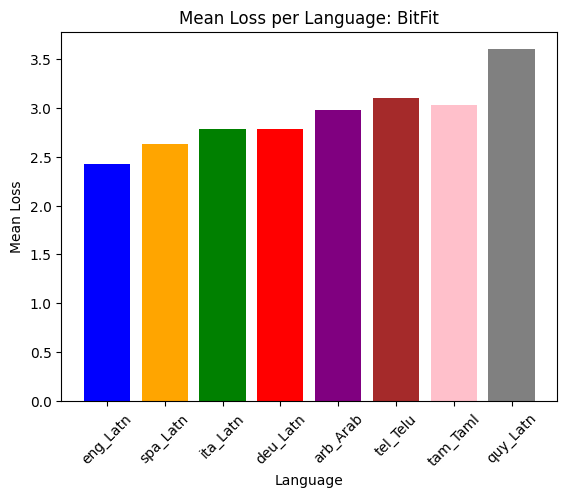 Mean Loss per Language: BitFit
Mean Loss
3.5
3.0
2.5
2.0
1.5
1.0
0.5
0.0
eng_Latn
spa_Latn
ita_Latn
deu_Latn
arb_Arab
tel_Telu
tam_Taml
quy_Latn
Language